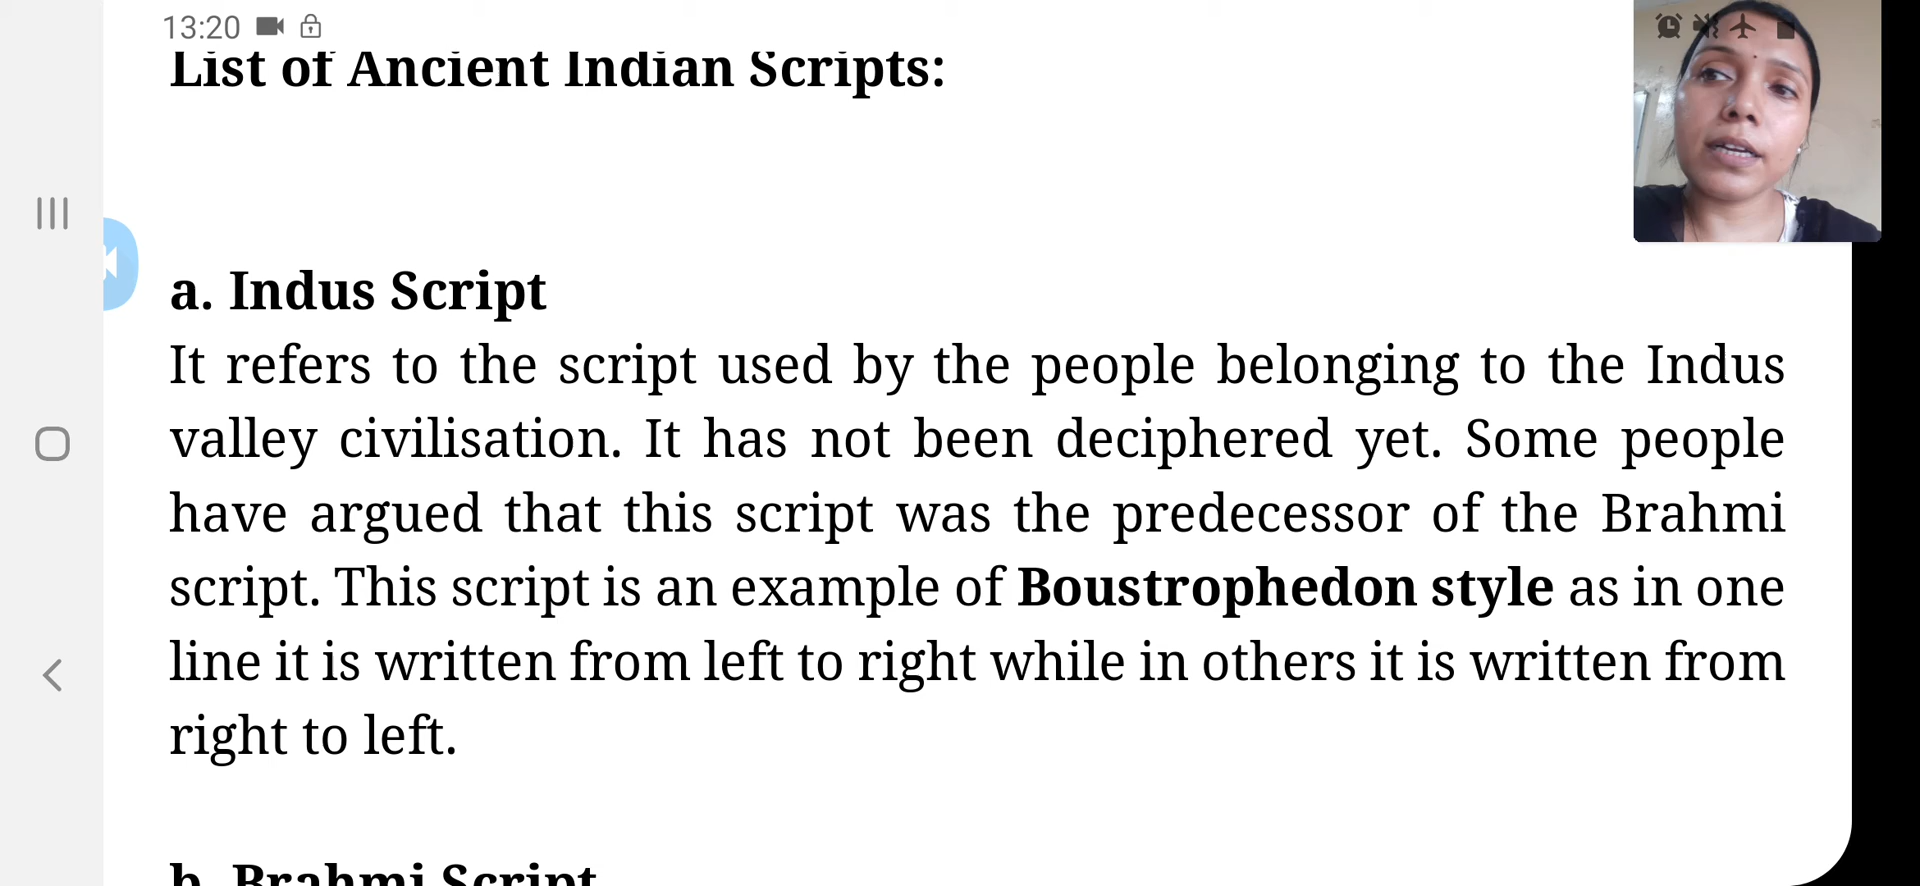 13:20
List of Ancient Indian Scripts:
a. Indus Script
It refers to the script used by the people belonging to the Indus
valley civilisation. It has not been deciphered yet. Some people
have argued that this script was the predecessor of the Brahmi
script. This script is an example of Boustrophedon style as in one
line it is written from left to right while in others it is written from
right to left.
b. Brahmi Script